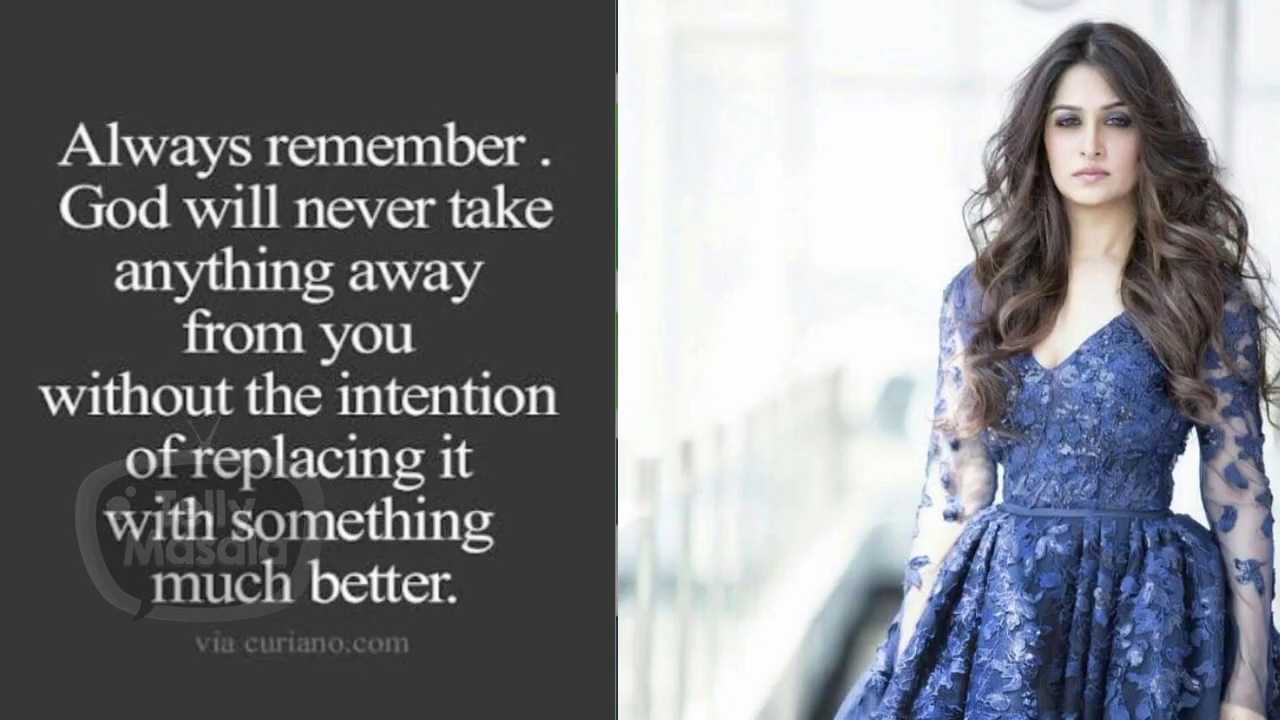 Always remember .
God will never take
anything away
from you
without the intention
of replacing it
with something
much better.
via curiano.com
Telly
Masala